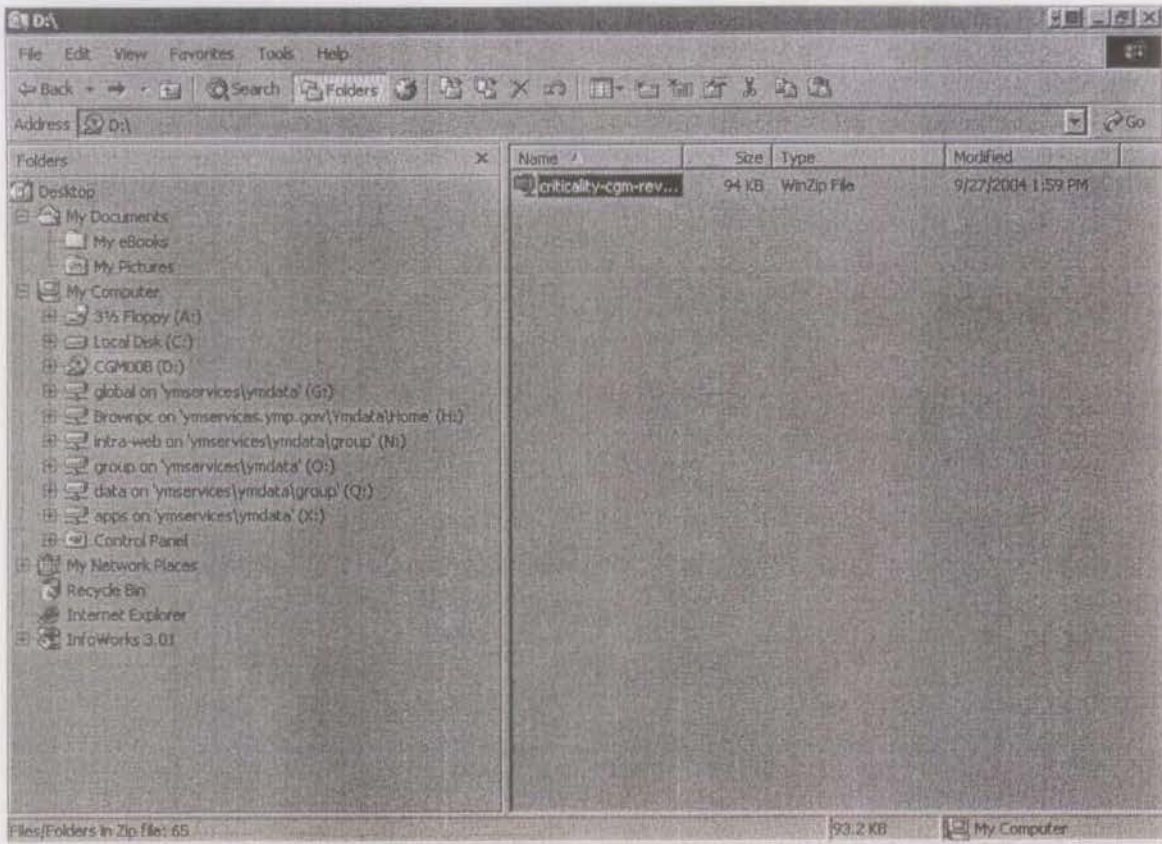 D:\
File Edit View Favorites Tools Help
Back Search Folders
Address D:\ Go
Folders
Desktop
My Documents
My eBooks
My Pictures
My Computer
3½ Floppy (A:)
Local Disk (C:)
CGM00B (D:)
global on 'ymservices\ymdata' (G:)
Brownpc on 'ymservices.ymp.gov\Ymdata\Home' (H:)
intra-web on 'ymservices\ymdata\group' (N:)
group on 'ymservices\ymdata' (O:)
data on 'ymservices\ymdata\group' (Q:)
apps on 'ymservices\ymdata' (X:)
Control Panel
My Network Places
Recycle Bin
Internet Explorer
InfoWorks 3.01
Name Size Type Modified
criticality-cgm-rev... 94 KB WinZip File 9/27/2004 1:59 PM
Files/Folders in Zip file: 65 93.2 KB My Computer